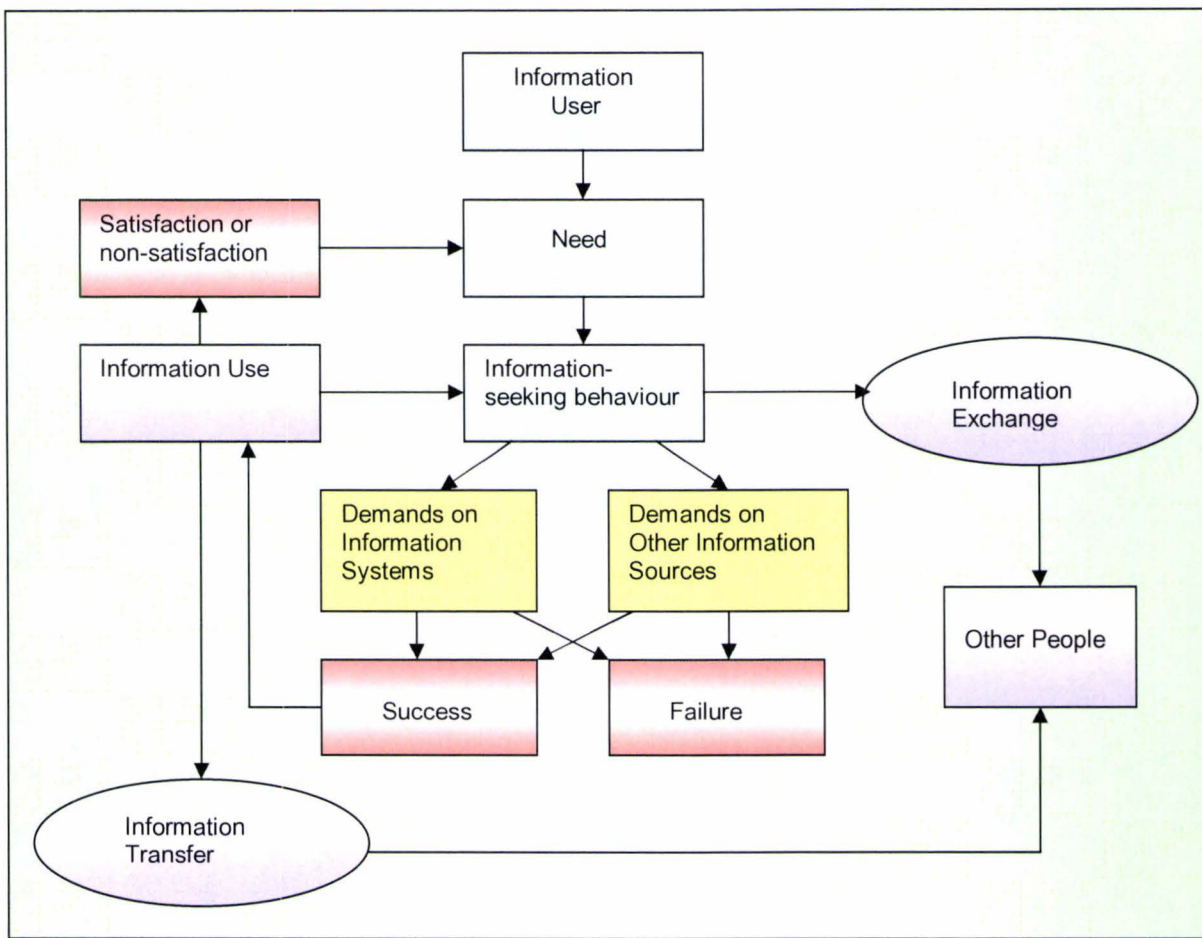 Information
User
Satisfaction or
non-satisfaction
Need
Information Use
Information-
seeking behaviour
Information
Exchange
Demands on
Information
Systems
Demands on
Other Information
Sources
Other People
Success
Failure
Information
Transfer